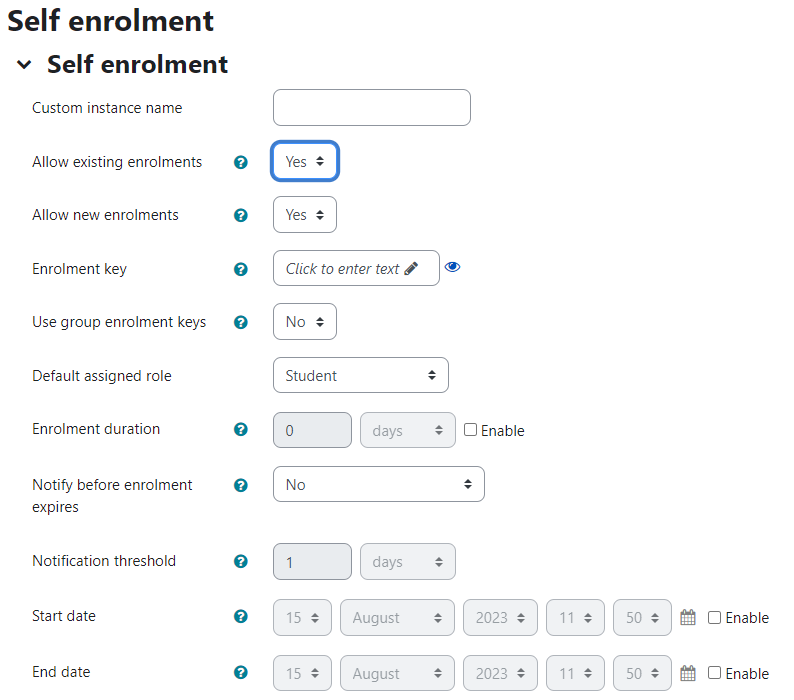 Self enrolment
Self enrolment
Custom instance name
Allow existing enrolments ? Yes
Allow new enrolments ? Yes
Enrolment key ? Click to enter text
Use group enrolment keys ? No
Default assigned role Student
Enrolment duration ? 0 days Enable
Notify before enrolment ? No
expires
Notification threshold ? 1 days
Start date ? 15 August 2023 11 50 Enable
End date ? 15 August 2023 11 50 Enable